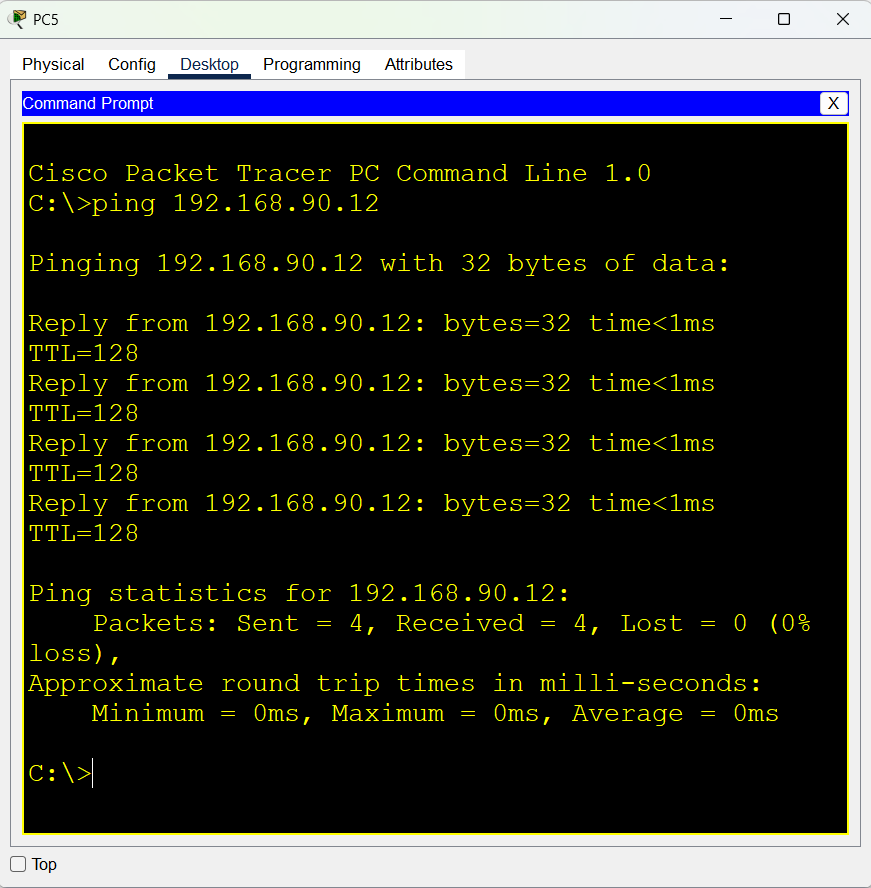 PC5
Physical Config Desktop Programming Attributes
Command Prompt X
Cisco Packet Tracer PC Command Line 1.0
C:\>ping 192.168.90.12
Pinging 192.168.90.12 with 32 bytes of data:
Reply from 192.168.90.12: bytes=32 time<1ms
TTL=128
Reply from 192.168.90.12: bytes=32 time<1ms
TTL=128
Reply from 192.168.90.12: bytes=32 time<1ms
TTL=128
Reply from 192.168.90.12: bytes=32 time<1ms
TTL=128
Ping statistics for 192.168.90.12:
    Packets: Sent = 4, Received = 4, Lost = 0 (0%
loss),
Approximate round trip times in milli-seconds:
    Minimum = 0ms, Maximum = 0ms, Average = 0ms
C:\>
Top